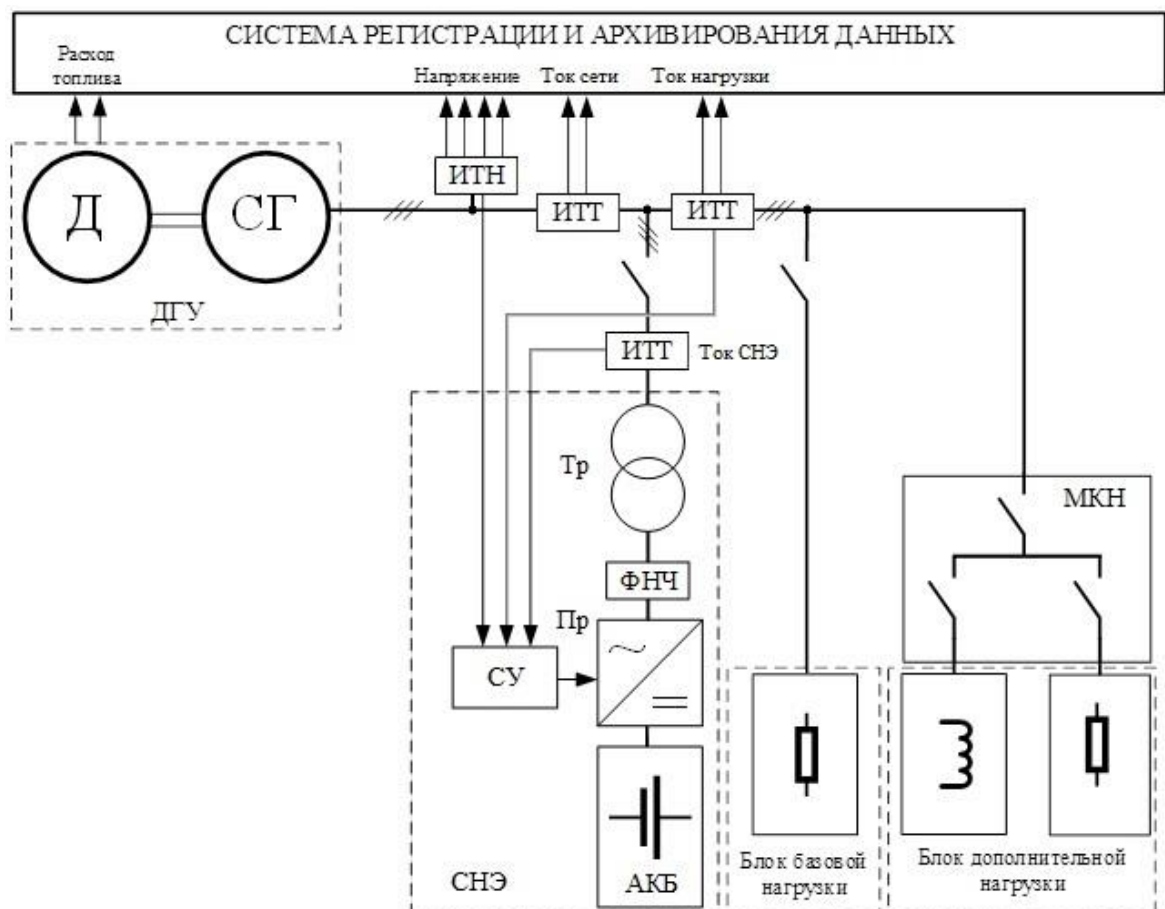 СИСТЕМА РЕГИСТРАЦИИ И АРХИВИРОВАНИЯ ДАННЫХ
Расход
топлива
Напряжение
Ток сети
Ток нагрузки
Д
СГ
ДГУ
ИТН
ИТТ
ИТТ
ИТТ
Ток СНЭ
Тр
ФНЧ
Пр
СУ
АКБ
СНЭ
МКН
Блок базовой
нагрузки
Блок дополнительной
нагрузки